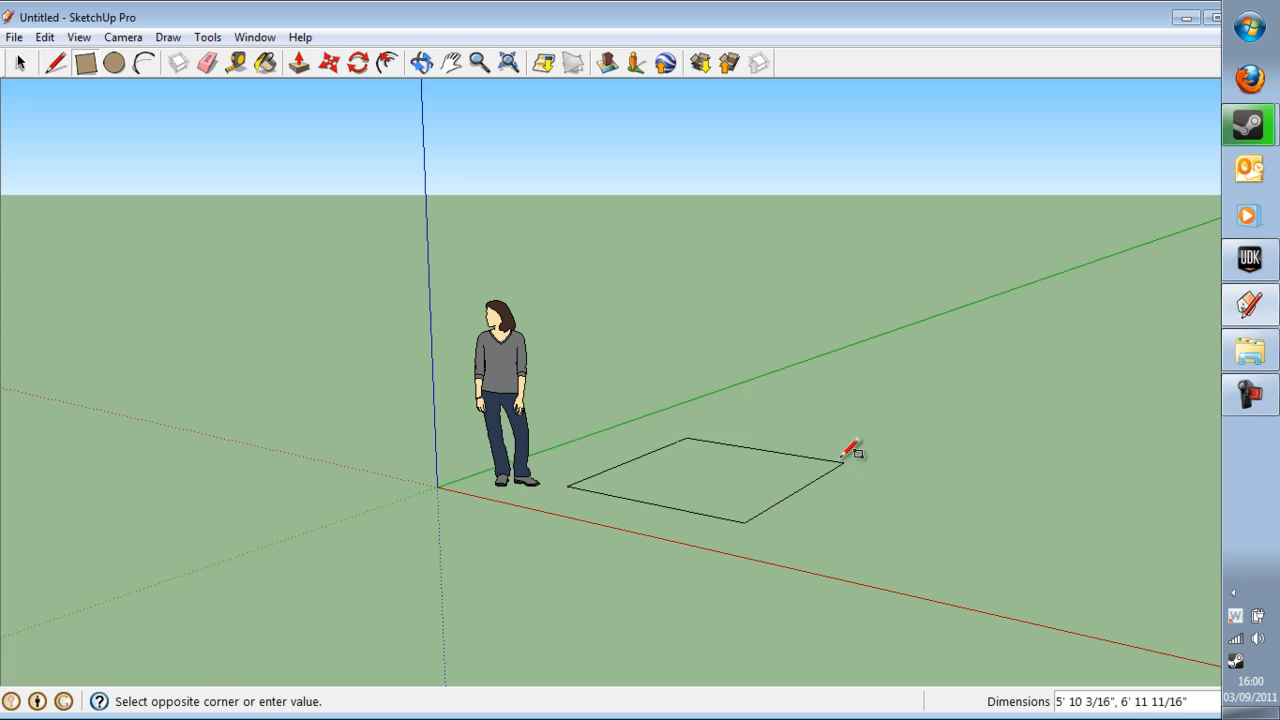 Untitled - SketchUp Pro
File Edit View Camera Draw Tools Window Help
UDK
Select opposite corner or enter value.
Dimensions 5' 10 3/16", 6' 11 11/16"
16:00
03/09/2011